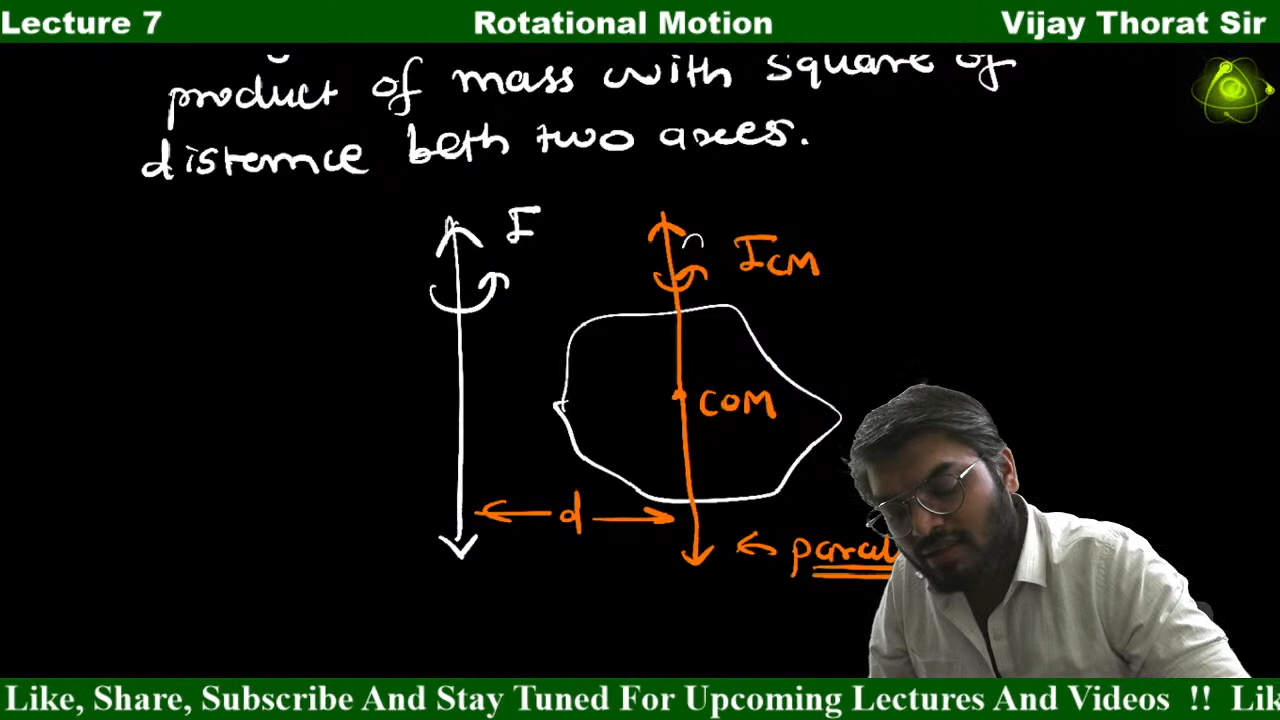 Lecture 7 Rotational Motion Vijay Thorat Sir
product of mass with square of
distance betn two axes.
I
ICM
COM
d
← paral
Like, Share, Subscribe And Stay Tuned For Upcoming Lectures And Videos !! Lik